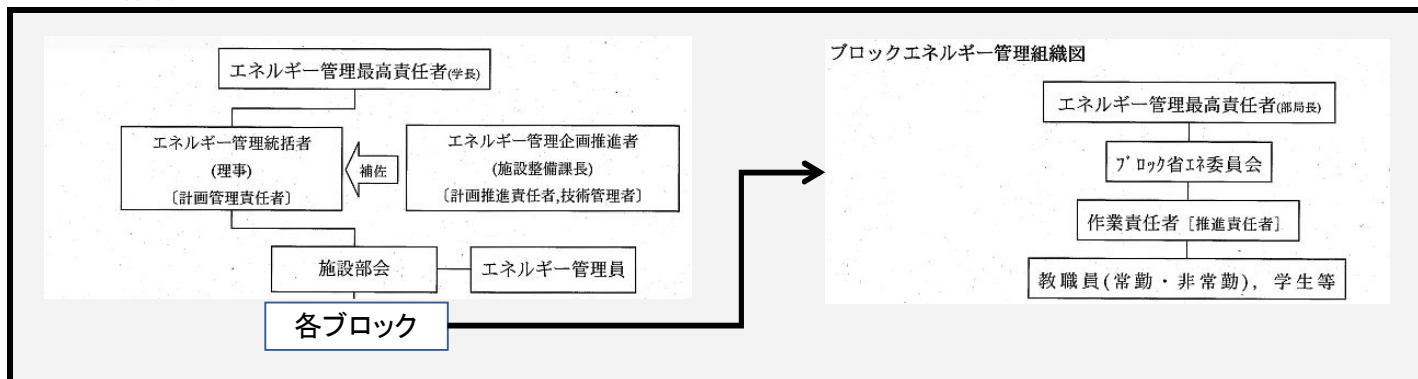 エネルギー管理最高責任者(学長)
エネルギー管理統括者
(理事)
〔計画管理責任者〕
補佐
エネルギー管理企画推進者
(施設整備課長)
〔計画推進責任者,技術管理者〕
施設部会
エネルギー管理員
各ブロック
ブロックエネルギー管理組織図
エネルギー管理最高責任者(部局長)
ブロック省エネ委員会
作業責任者［推進責任者］
教職員(常勤・非常勤)，学生等